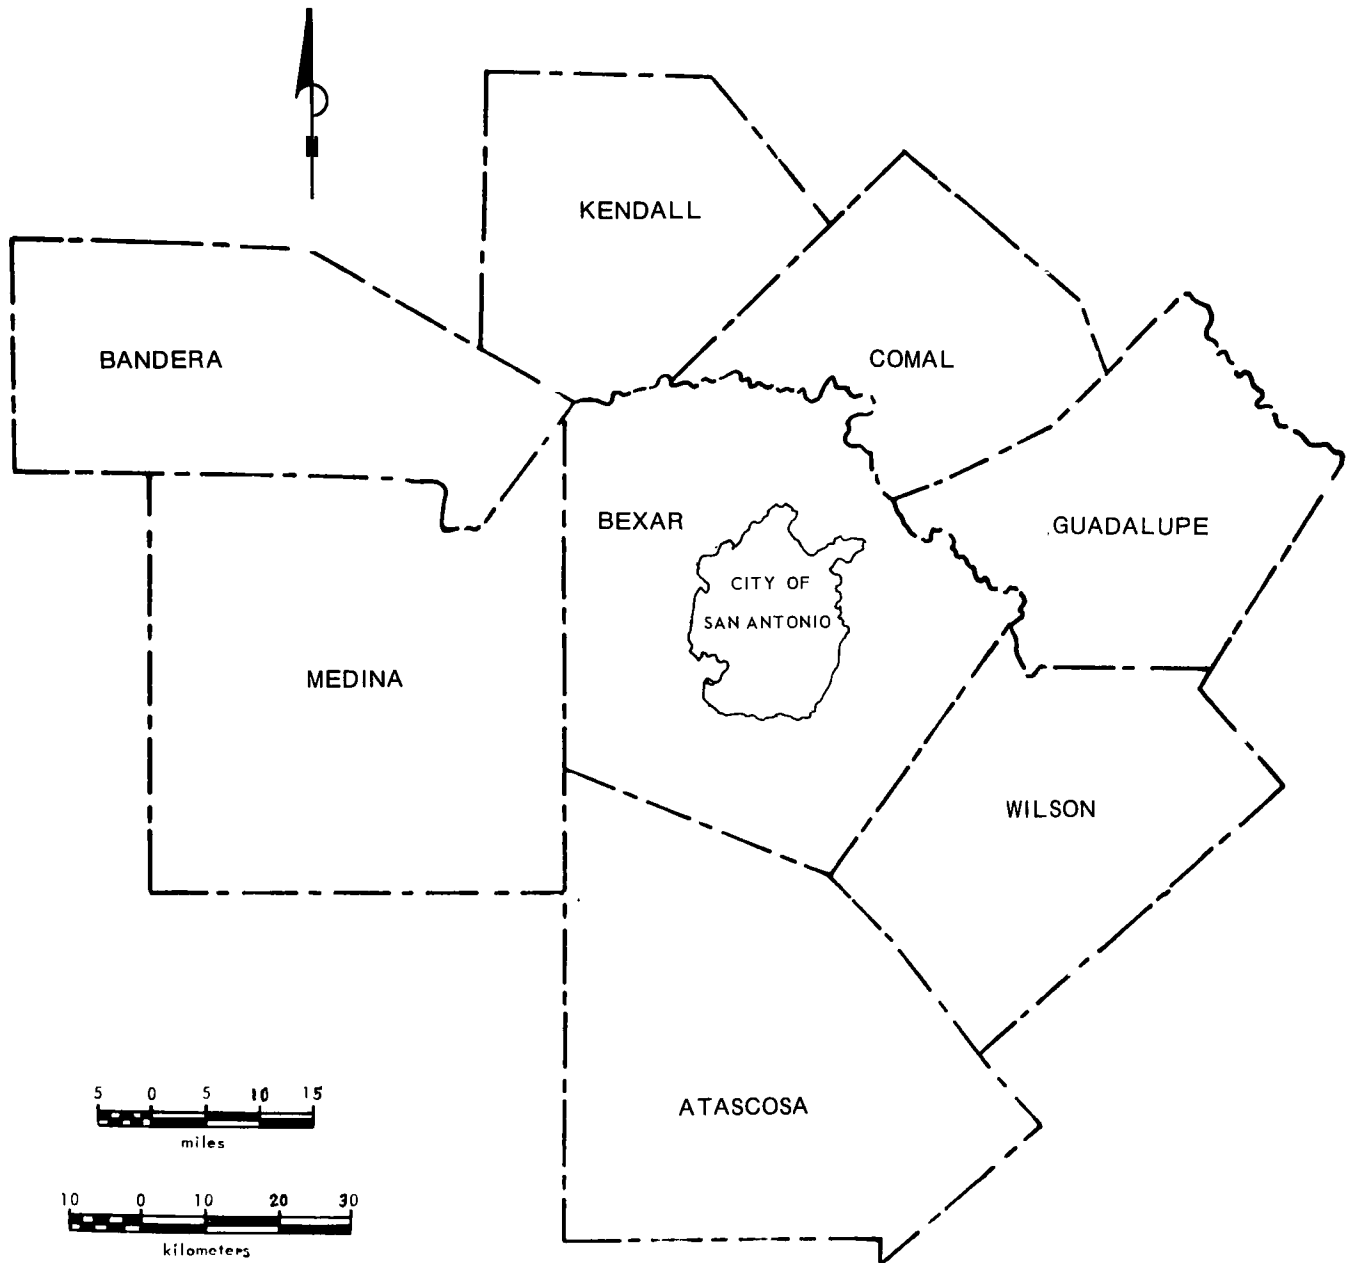 KENDALL
BANDERA
COMAL
BEXAR
GUADALUPE
CITY OF
SAN ANTONIO
MEDINA
WILSON
ATASCOSA
5 0 5 10 15
miles
10 0 10 20 30
kilometers